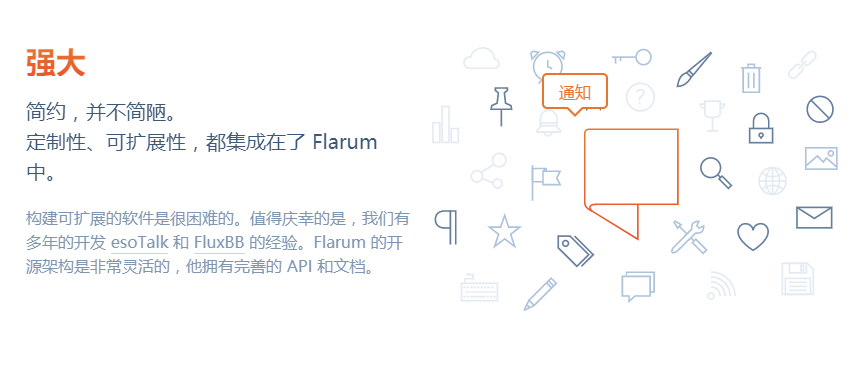 强大
简约，并不简陋。
定制性、可扩展性，都集成在了 Flarum
中。
构建可扩展的软件是很困难的。值得庆幸的是，我们有
多年的开发 esoTalk 和 FluxBB 的经验。Flarum 的开
源架构是非常灵活的，他拥有完善的 API 和文档。
通知